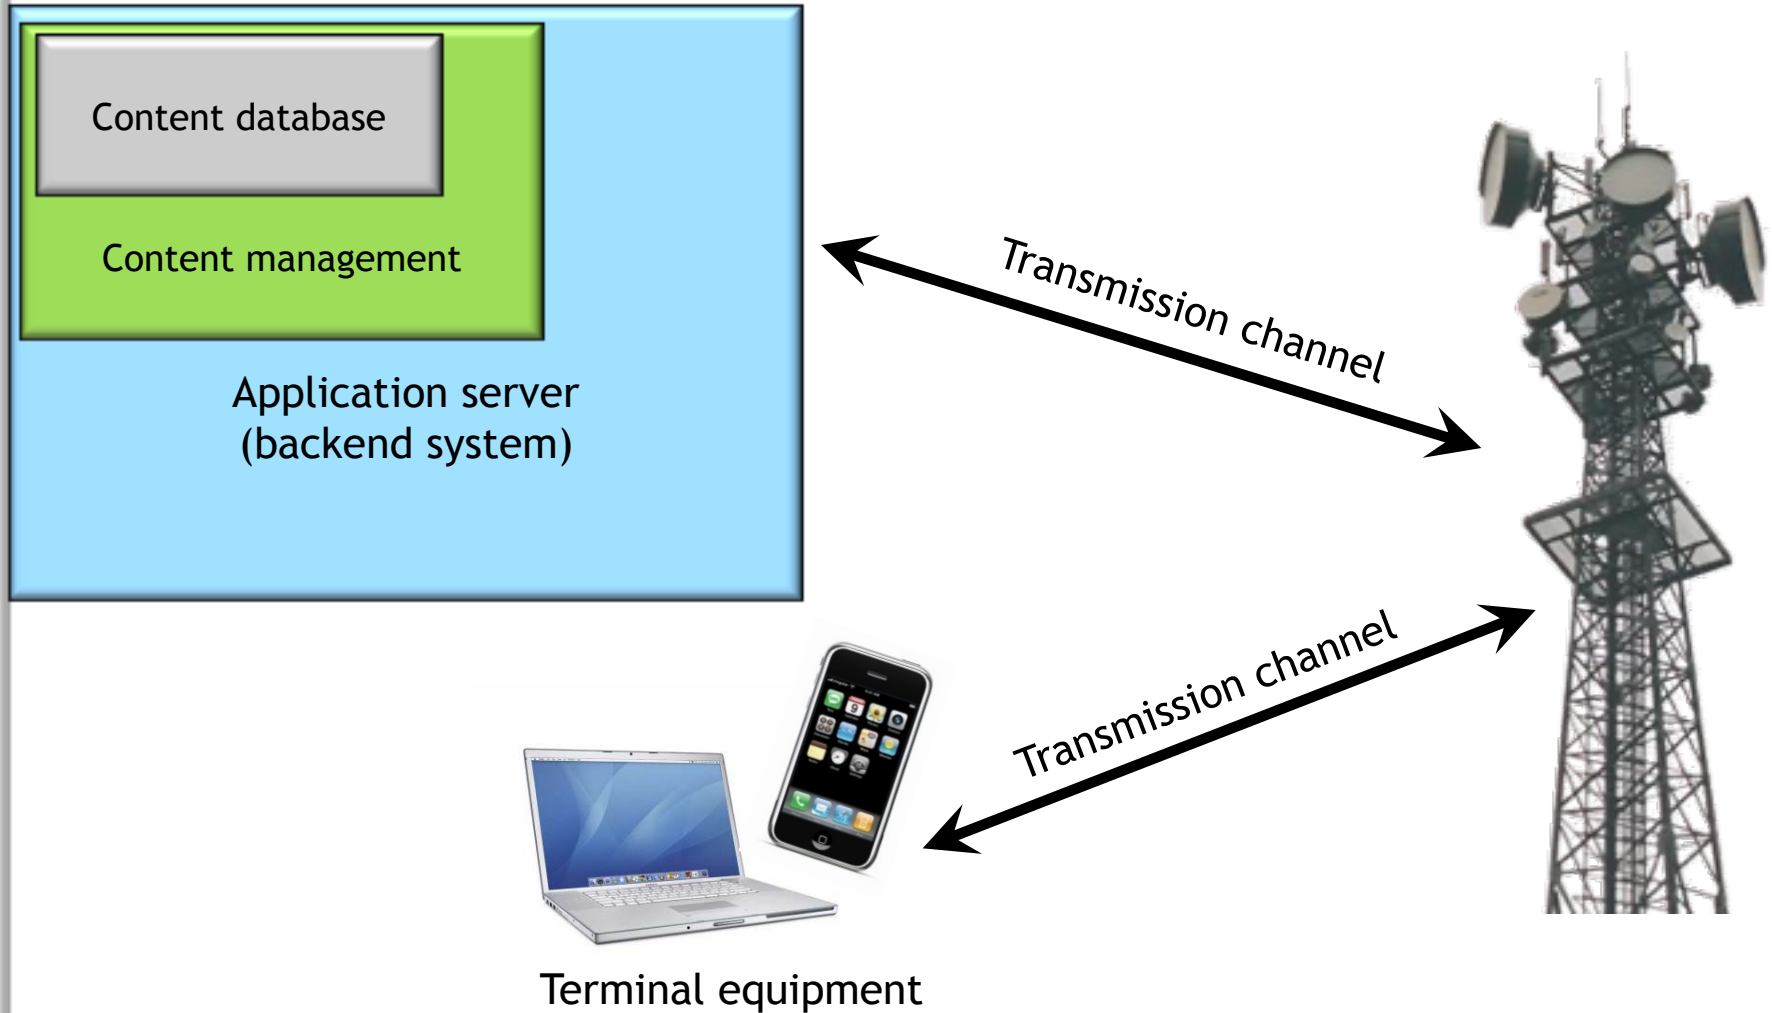 Content database
Content management
Application server
(backend system)
Transmission channel
Transmission channel
Terminal equipment